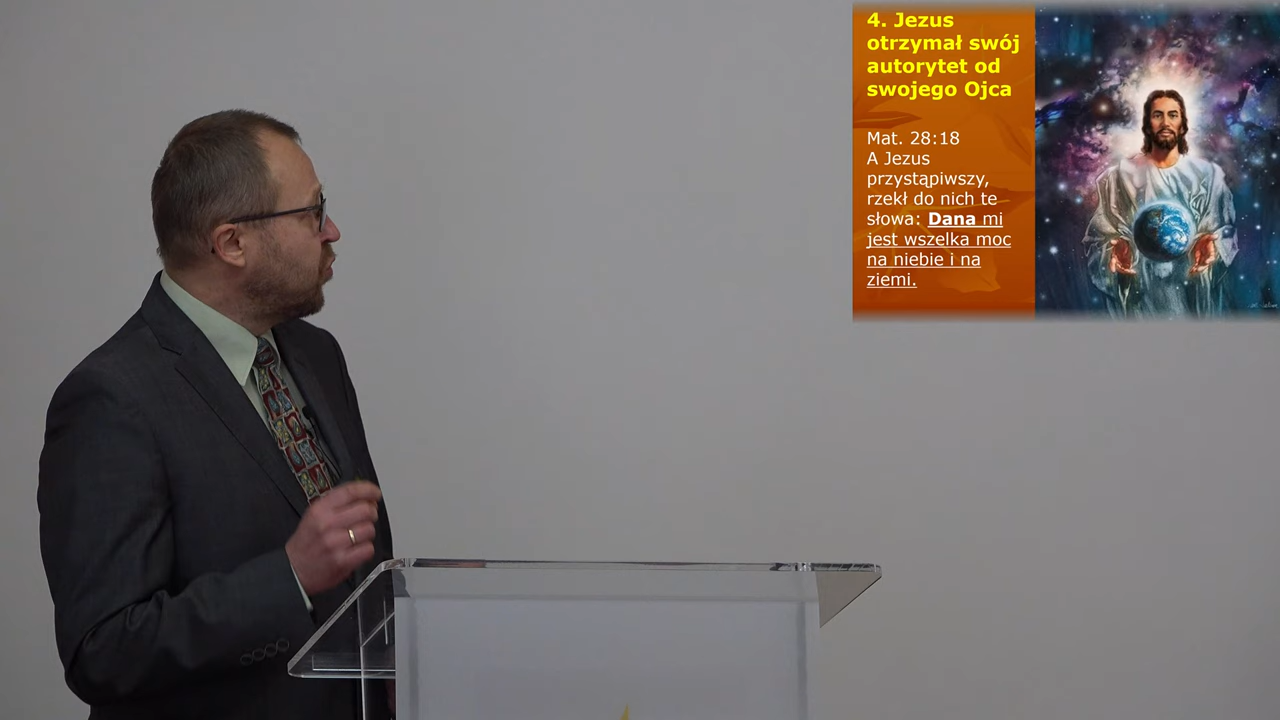 4. Jezus
otrzymał swój
autorytet od
swojego Ojca
Mat. 28:18
A Jezus
przystąpiwszy,
rzekł do nich te
słowa: Dana mi
jest wszelka moc
na niebie i na
ziemi.